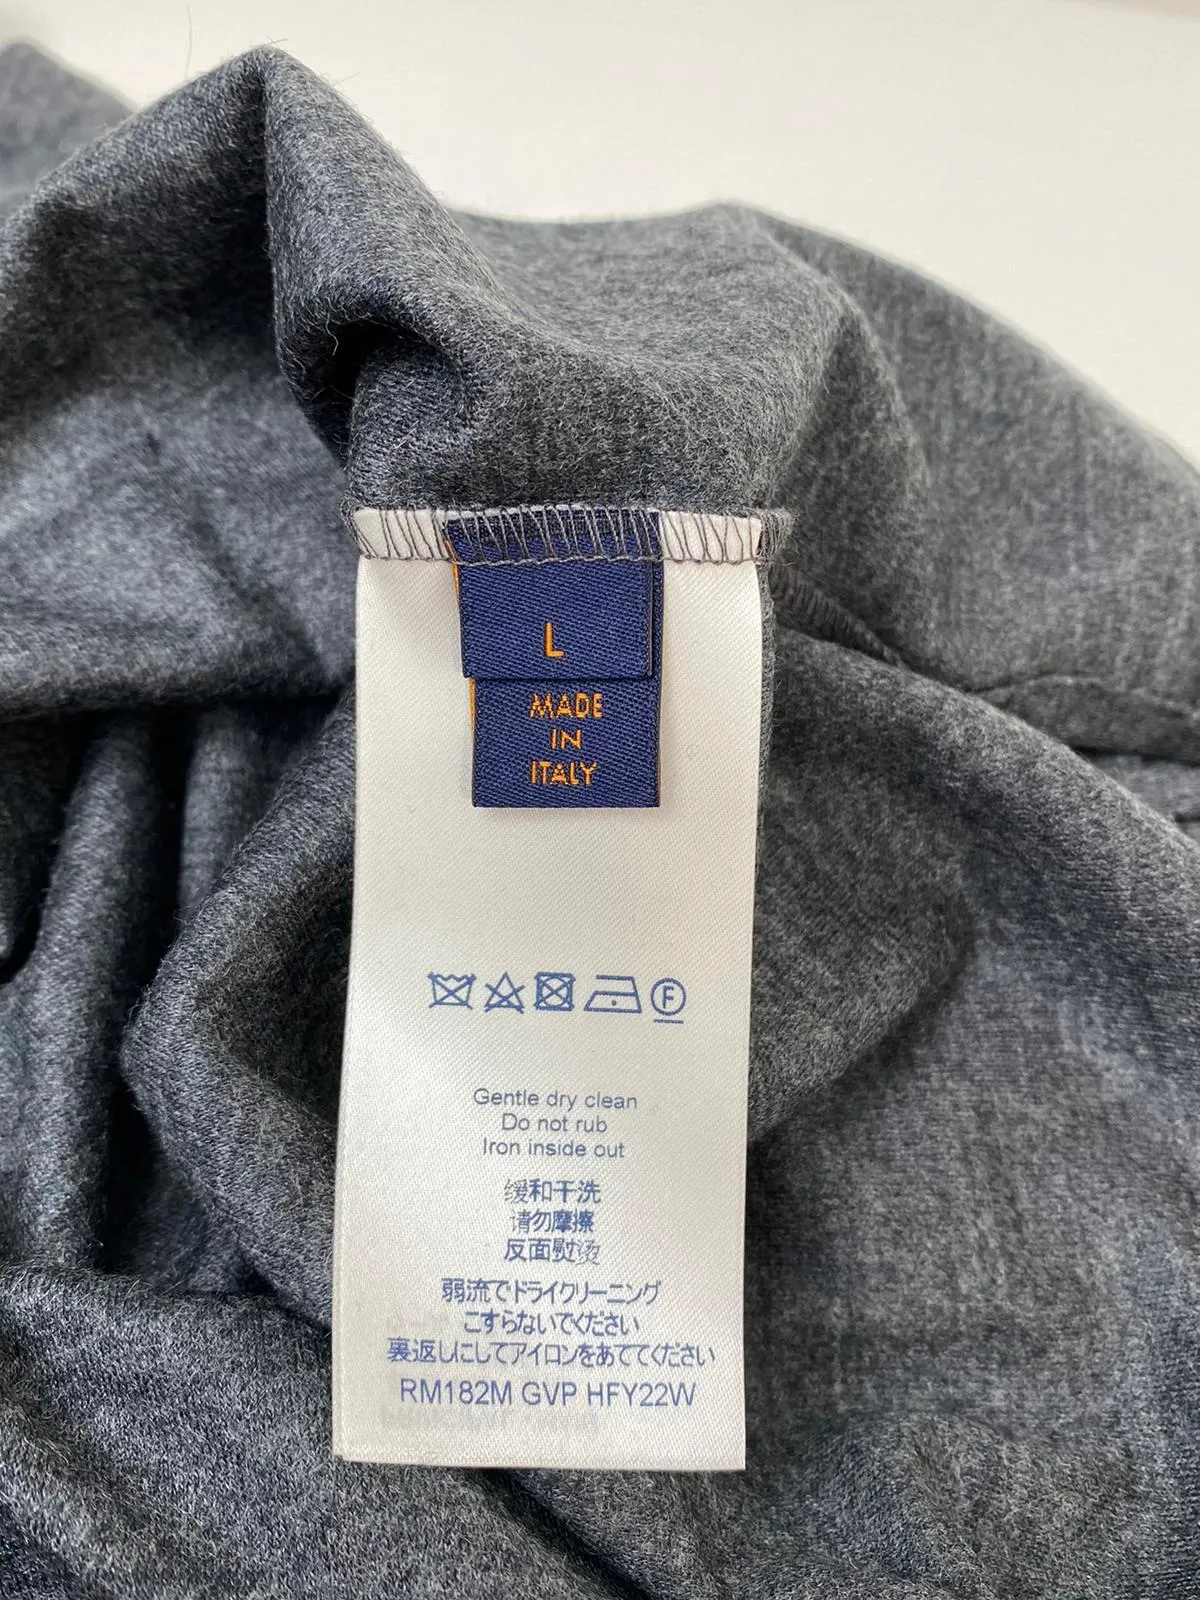 L
MADE
IN
ITALY
F
Gentle dry clean
Do not rub
Iron inside out
缓和干洗
请勿摩擦
反面熨烫
弱流でドライクリーニング
こすらないでください
裏返しにしてアイロンをあててください
RM182M GVP HFY22W